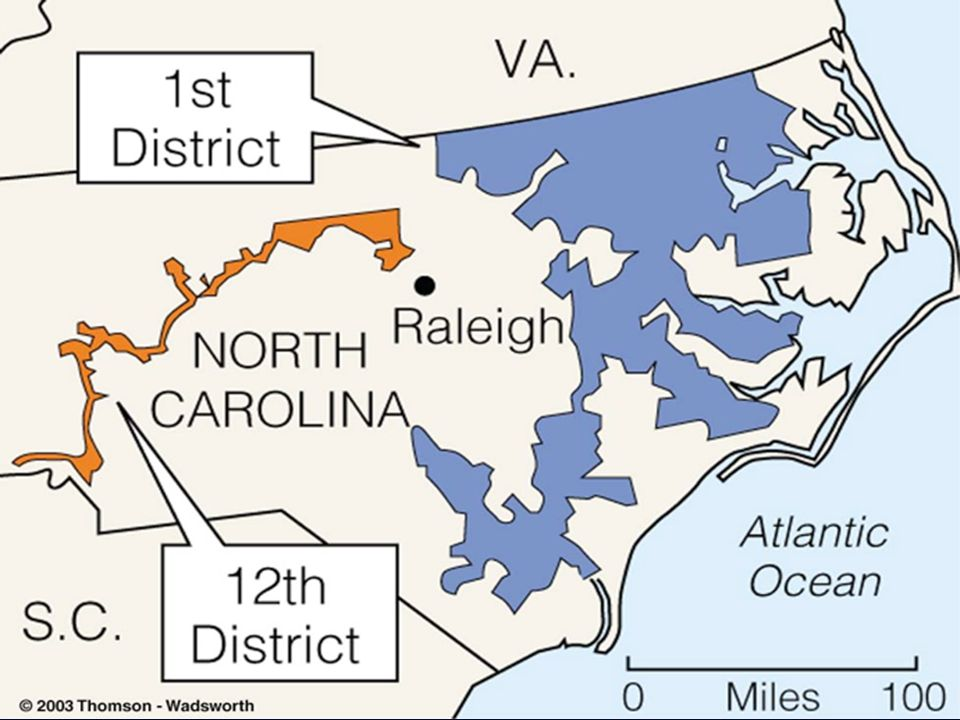 VA.
1st
District
Raleigh
NORTH
CAROLINA
Atlantic
Ocean
12th
District
S.C.
0 Miles 100
© 2003 Thomson - Wadsworth